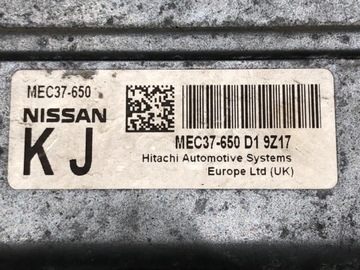 MEC37-650
NISSAN
KJ
MEC37-650 D1 9Z17
Hitachi Automotive Systems
Europe Ltd (UK)